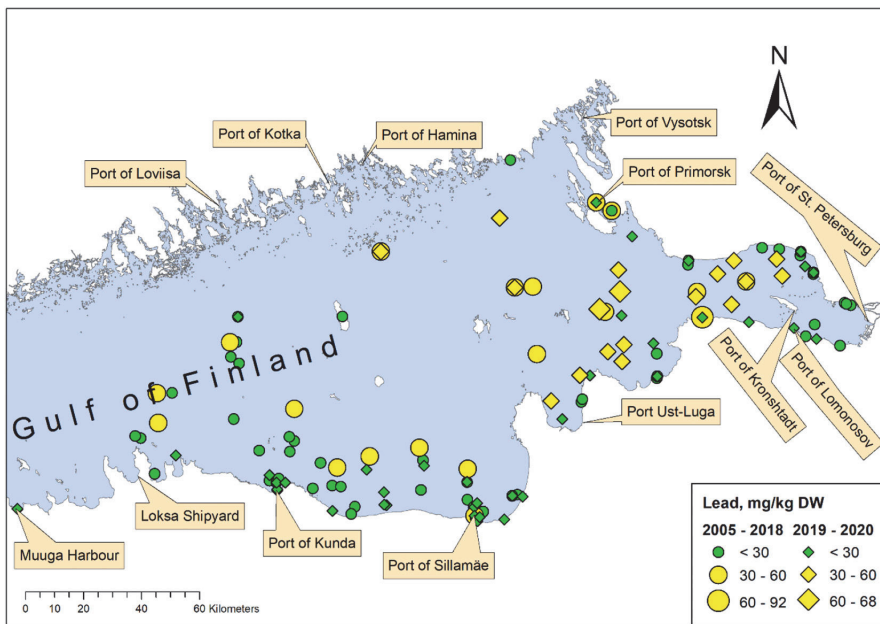 N
Port of Vysotsk
Port of Kotka
Port of Hamina
Port of Loviisa
Port of Primorsk
Port of St. Petersburg
Gulf of Finland
Port of Kronshtadt
Port of Lomonosov
Port Ust-Luga
Loksa Shipyard
Port of Kunda
Muuga Harbour
Port of Sillamäe
0 10 20 40 60 Kilometers
Lead, mg/kg DW
2005 - 2018 2019 - 2020
< 30 < 30
30 - 60 30 - 60
60 - 92 60 - 68